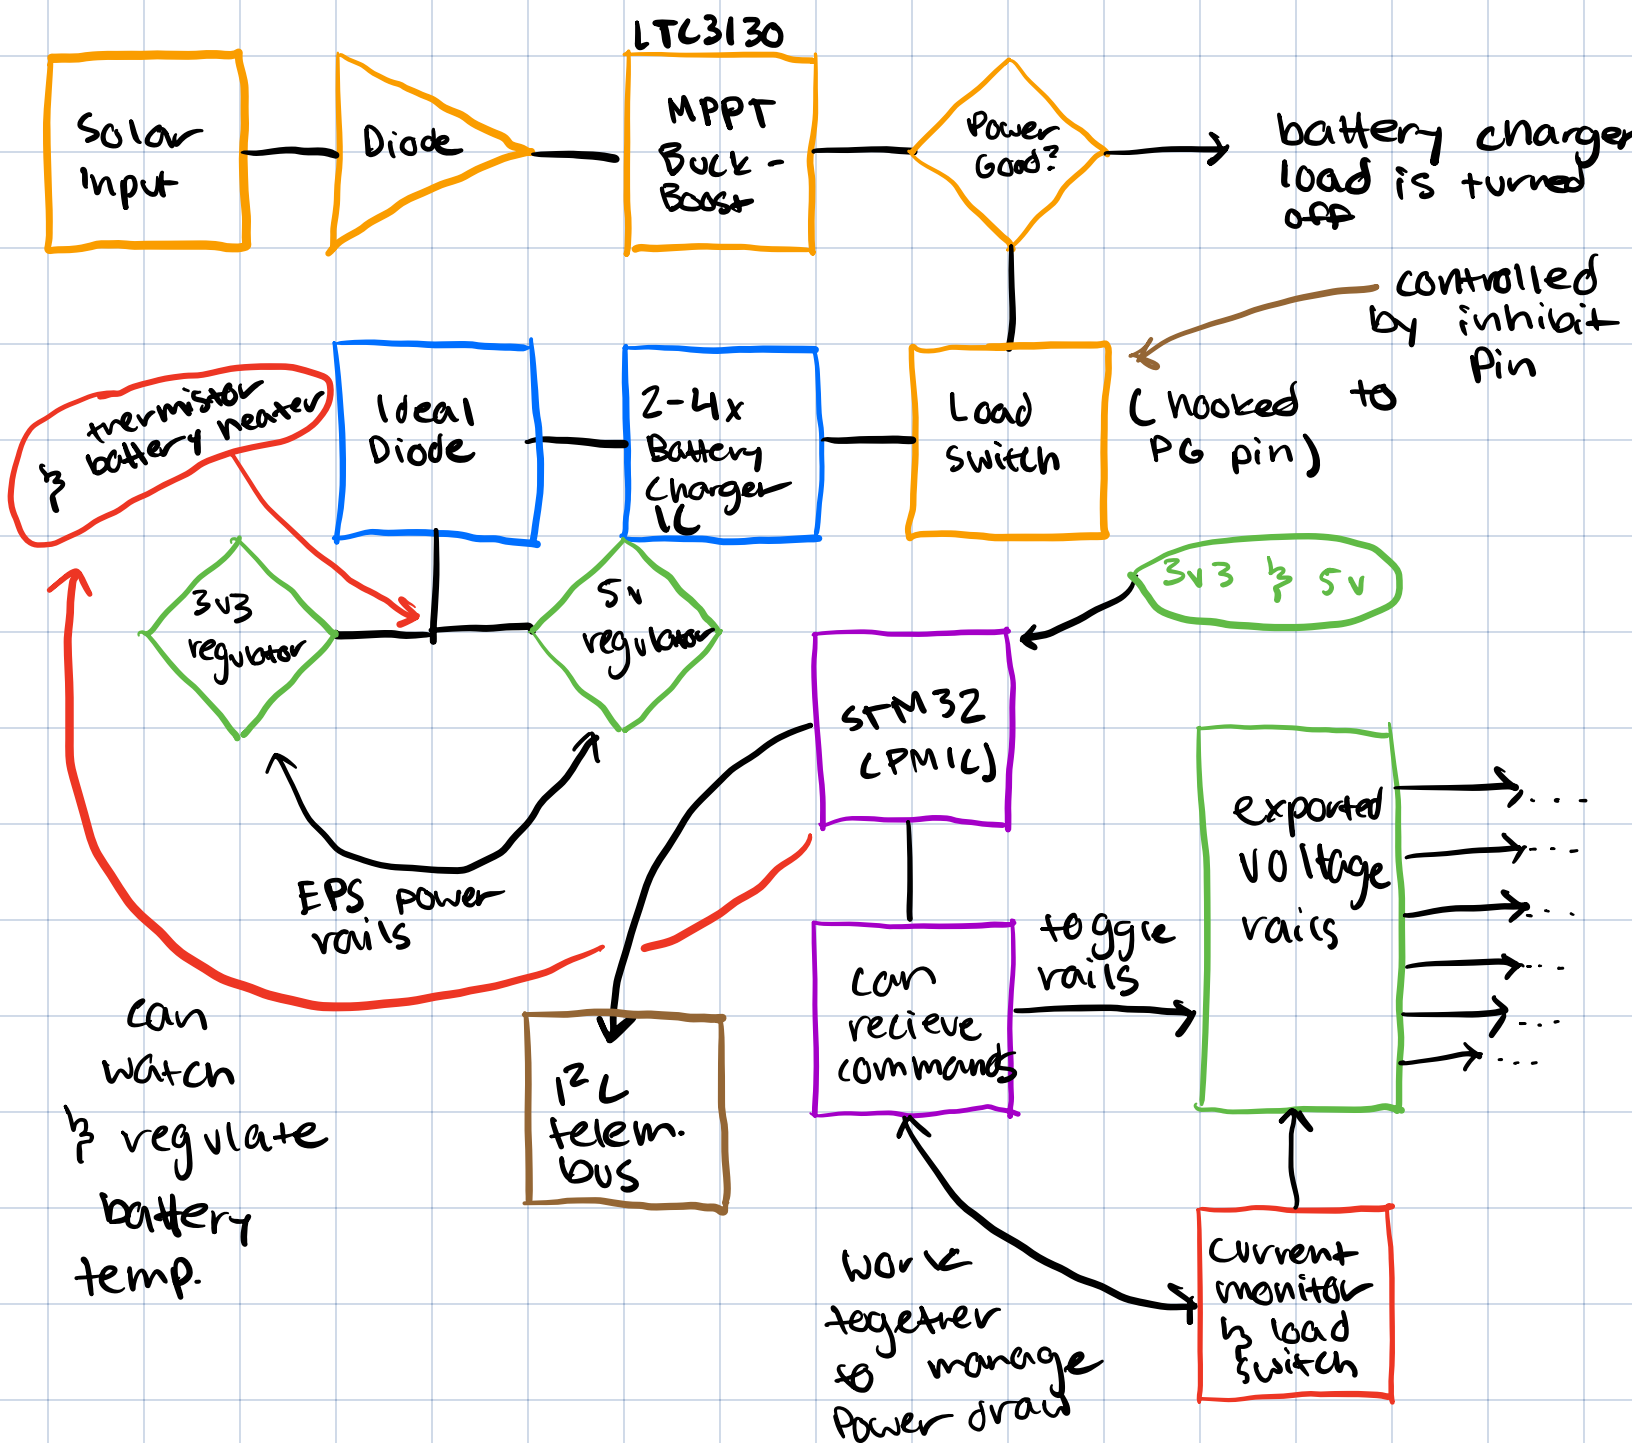 LTC3130
Solar
Input
Diode
MPPT
Buck -
Boost
Power
Good?
battery charger
load is turned
off
controlled
by inhibit
Pin
(hooked to
PG pin)
thermistor
& battery heater
Ideal
Diode
2-4x
Battery
Charger
IC
Load
Switch
3v3
regulator
5v
regulator
3v3 & 5v
STM32
(PMIC)
EPS power
rails
exported
voltage
rails
....
....
....
....
....
....
toggle
rails
can
recieve
commands
can
watch
& regulate
battery
temp.
I²C
telem.
bus
work
together
to manage
Power draw
Current
monitor
& load
switch